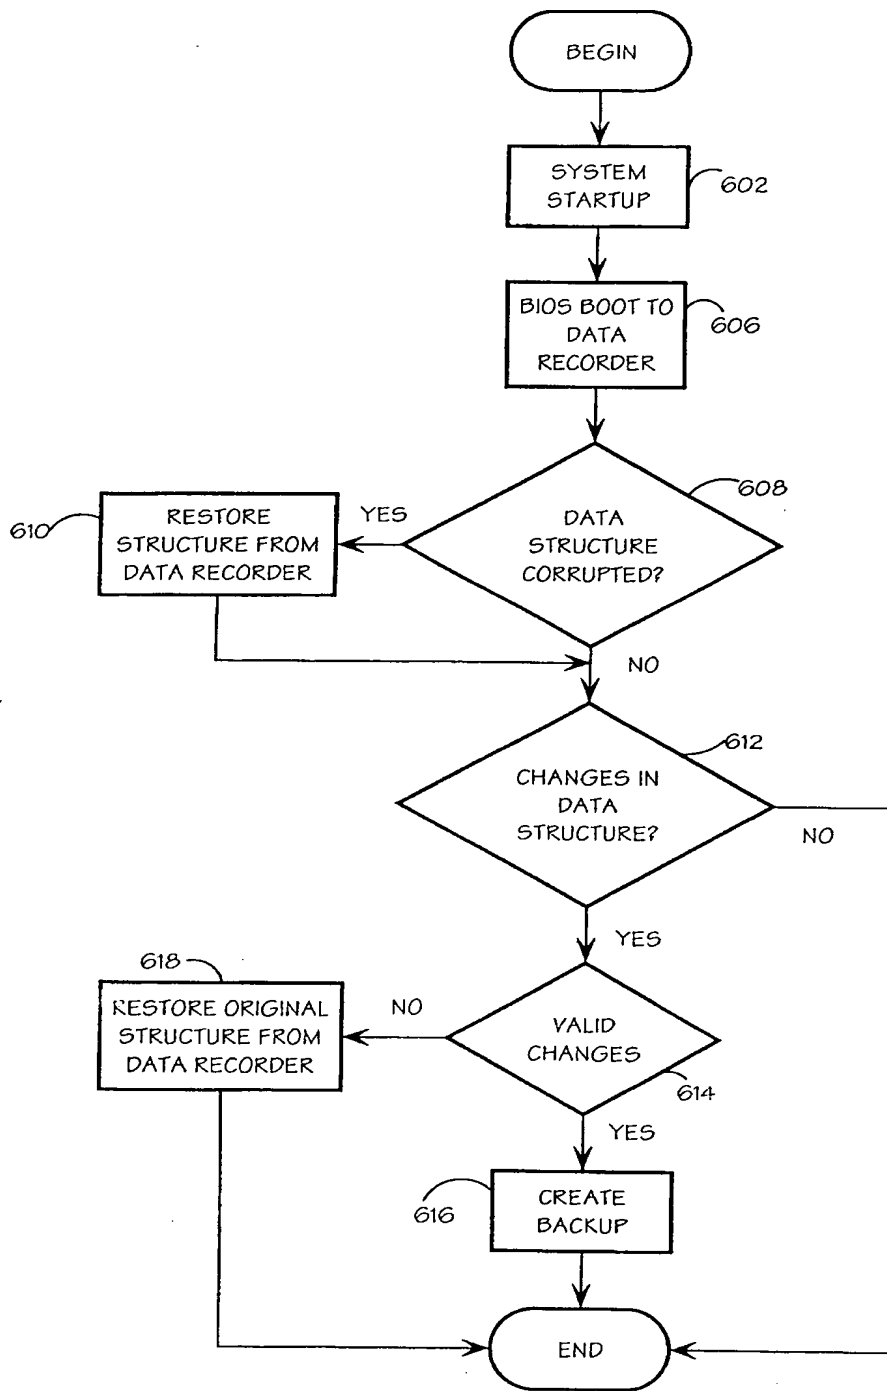 BEGIN
SYSTEM
STARTUP
602
BIOS BOOT TO
DATA
RECORDER
606
608
DATA
STRUCTURE
CORRUPTED?
YES
610
RESTORE
STRUCTURE FROM
DATA RECORDER
NO
612
CHANGES IN
DATA
STRUCTURE?
NO
YES
618
RESTORE ORIGINAL
STRUCTURE FROM
DATA RECORDER
NO
VALID
CHANGES
614
YES
616
CREATE
BACKUP
END